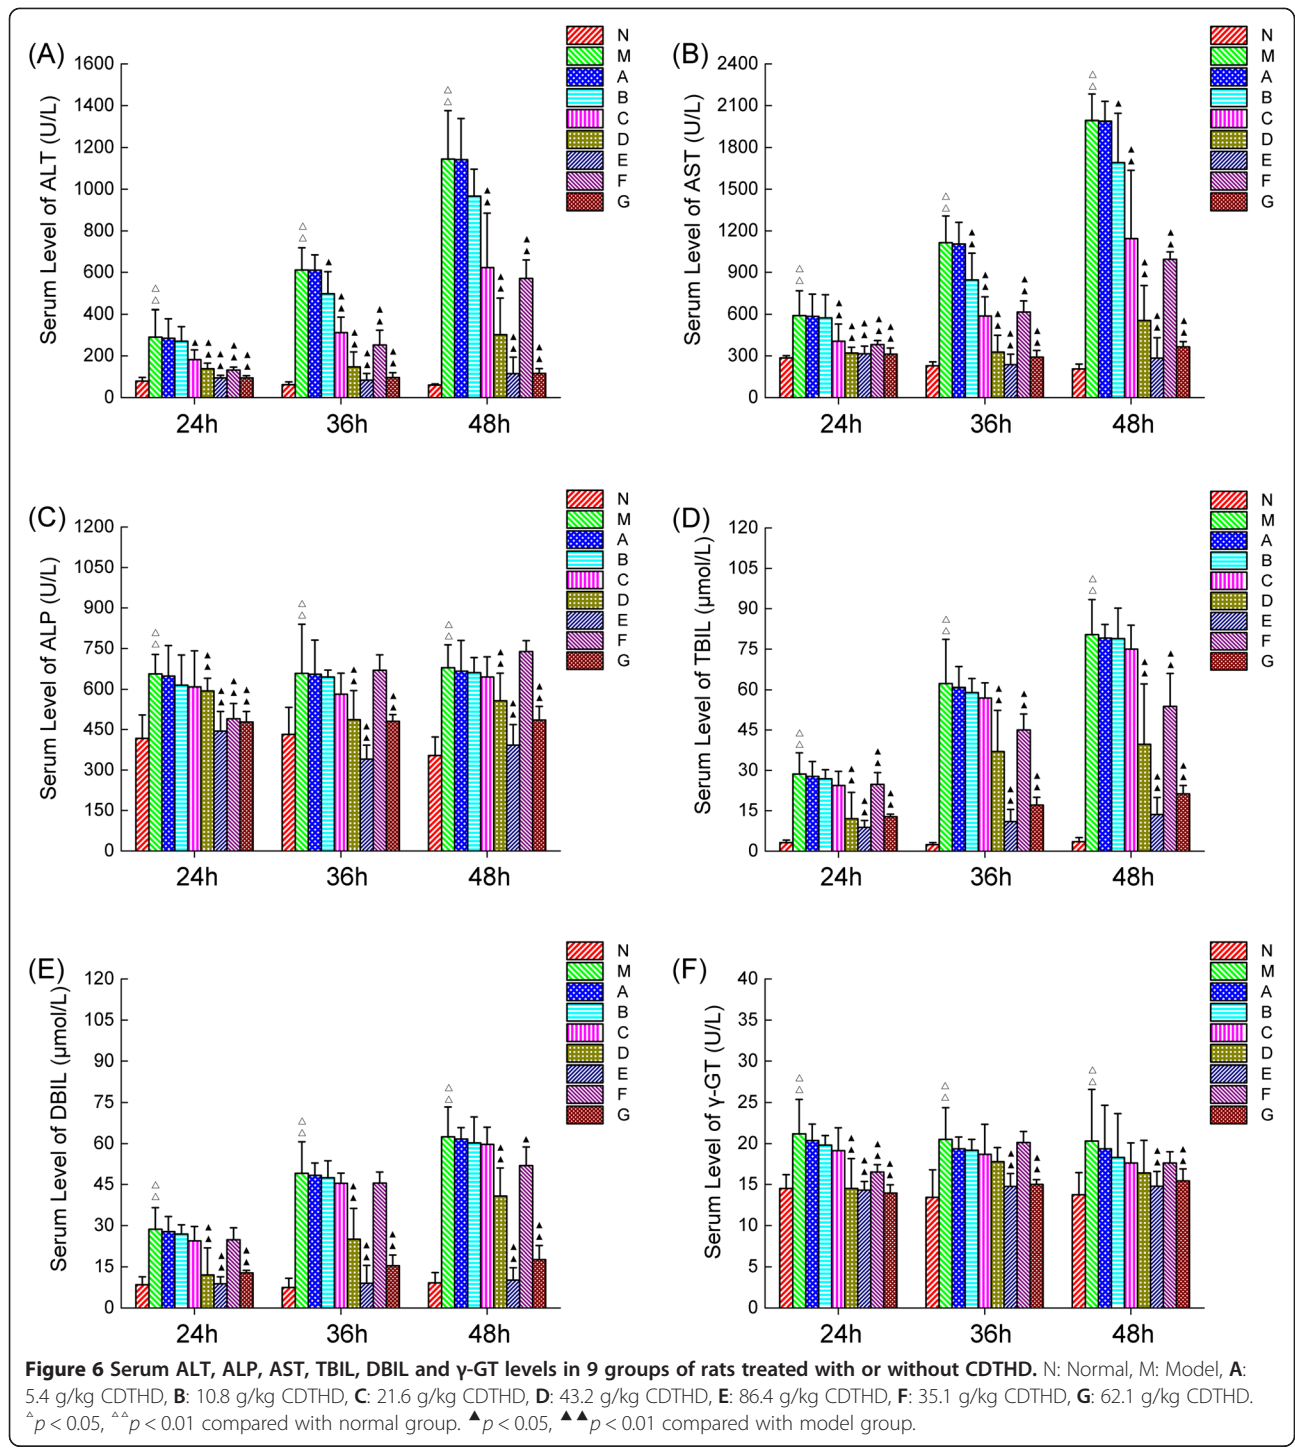 (A)
Serum Level of ALT (U/L)
1600
1400
1200
1000
800
600
400
200
0
24h 36h 48h
N
M
A
B
C
D
E
F
G
(B)
Serum Level of AST (U/L)
2400
2100
1800
1500
1200
900
600
300
0
24h 36h 48h
N
M
A
B
C
D
E
F
G
(C)
Serum Level of ALP (U/L)
1200
1050
900
750
600
450
300
150
0
24h 36h 48h
N
M
A
B
C
D
E
F
G
(D)
Serum Level of TBIL (μmol/L)
120
105
90
75
60
45
30
15
0
24h 36h 48h
N
M
A
B
C
D
E
F
G
(E)
Serum Level of DBIL (μmol/L)
120
105
90
75
60
45
30
15
0
24h 36h 48h
N
M
A
B
C
D
E
F
G
(F)
Serum Level of γ-GT (U/L)
40
35
30
25
20
15
10
5
0
24h 36h 48h
N
M
A
B
C
D
E
F
G
Figure 6 Serum ALT, ALP, AST, TBIL, DBIL and γ-GT levels in 9 groups of rats treated with or without CDTHD. N: Normal, M: Model, A:
5.4 g/kg CDTHD, B: 10.8 g/kg CDTHD, C: 21.6 g/kg CDTHD, D: 43.2 g/kg CDTHD, E: 86.4 g/kg CDTHD, F: 35.1 g/kg CDTHD, G: 62.1 g/kg CDTHD.
△p < 0.05, △△p < 0.01 compared with normal group. ▲p < 0.05, ▲▲p < 0.01 compared with model group.